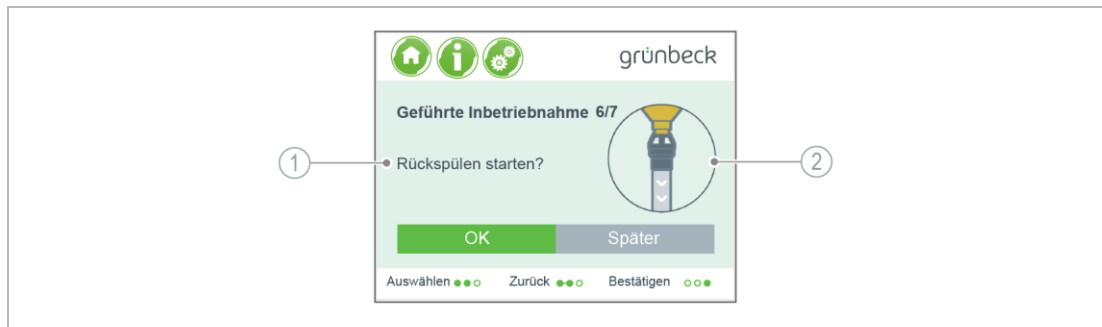 grünbeck
Geführte Inbetriebnahme 6/7
1
Rückspülen starten?
2
OK
Später
Auswählen Zurück Bestätigen